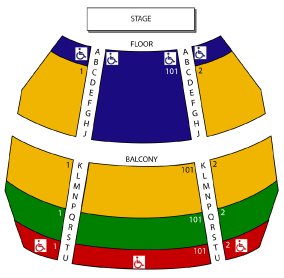 STAGE
FLOOR
A A
B B
1 C 101 C 2
D D
E E
F F
G G
H H
J J
BALCONY
1 K 101 K 2
L L
M M
N N
P P
1 Q 101 Q 2
R R
S S
1 T 101 T 2
U U